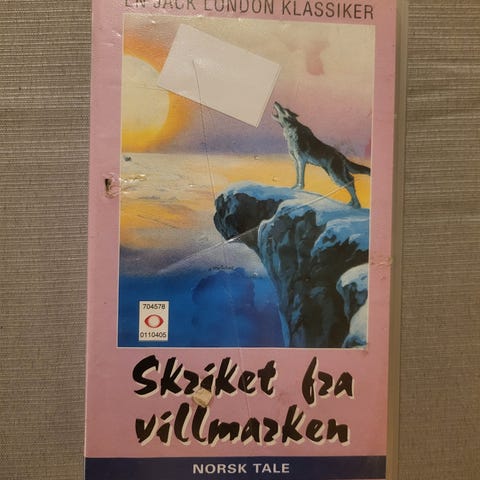 EN JACK LONDON KLASSIKER
704578
0110405
Skriket fra
villmarken
NORSK TALE